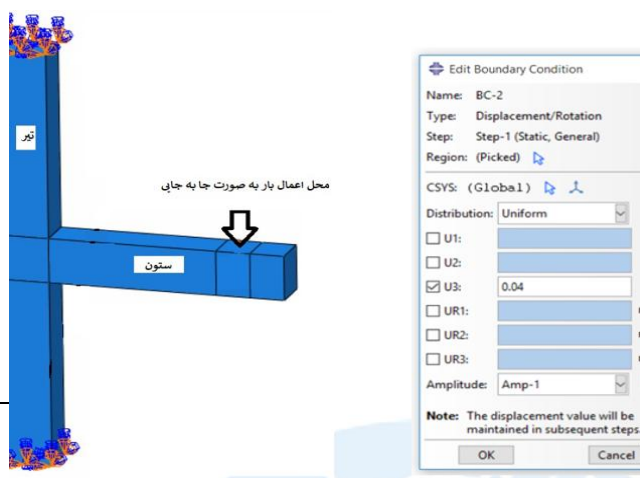 تیر
محل اعمال بار به صورت جا به جایی
ستون
Edit Boundary Condition
Name: BC-2
Type: Displacement/Rotation
Step: Step-1 (Static, General)
Region: (Picked)
CSYS: (Global)
Distribution: Uniform
U1:
U2:
U3: 0.04
UR1:
UR2:
UR3:
Amplitude: Amp-1
Note: The displacement value will be
maintained in subsequent steps.
OK Cancel